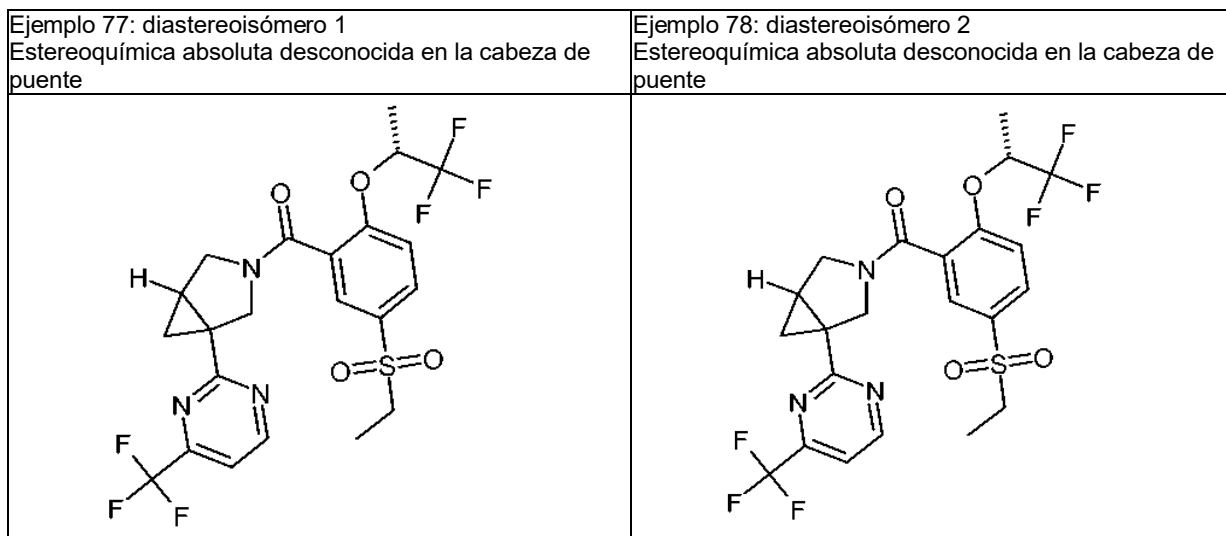 Ejemplo 77: diastereoisómero 1
Estereoquímica absoluta desconocida en la cabeza de
puente
Ejemplo 78: diastereoisómero 2
Estereoquímica absoluta desconocida en la cabeza de
puente
F
O
F
O
F
H
N
N
N
S
O
O
F
F
F
F
O
F
O
F
H
N
N
N
S
O
O
F
F
F